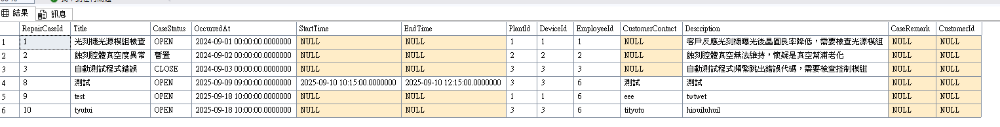 結果 訊息
RepairCaseId Title CaseStatus OccurredAt StartTime EndTime PlantId DeviceId EmployeeId CustomerContact Description CaseRemark CustomerId
1 1 光刻機光源模組檢查 OPEN 2024-09-01 00:00:00.0000000 NULL NULL 1 1 1 NULL 客戶反應光刻機曝光後晶圓良率降低，需要檢查光源模組 NULL NULL
2 2 蝕刻腔體真空度異常 暫置 2024-09-02 00:00:00.0000000 NULL NULL 2 2 2 NULL 蝕刻腔體真空無法維持，懷疑是真空幫浦老化 NULL NULL
3 3 自動測試程式錯誤 CLOSE 2024-09-03 00:00:00.0000000 NULL NULL 3 3 3 NULL 自動測試程式頻繁跳出錯誤代碼，需要檢查控制模組 NULL NULL
4 8 測試 OPEN 2025-09-09 09:00:00.0000000 2025-09-10 10:15:00.0000000 2025-09-10 12:15:00.0000000 3 3 6 測試 測試 NULL NULL
5 9 test OPEN 2025-09-18 10:00:00.0000000 NULL NULL 1 1 6 eee twtwet NULL NULL
6 10 tyutui OPEN 2025-09-18 10:00:00.0000000 NULL NULL 3 3 6 tityutu hiouiluhuil NULL NULL